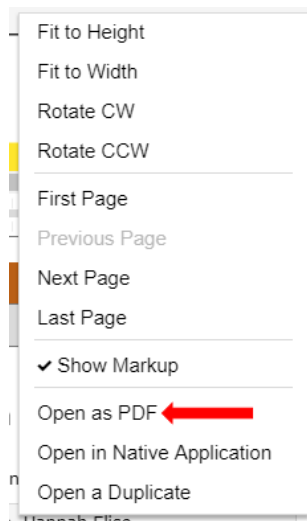 Fit to Height
Fit to Width
Rotate CW
Rotate CCW
First Page
Previous Page
Next Page
Last Page
✔ Show Markup
Open as PDF
Open in Native Application
Open a Duplicate